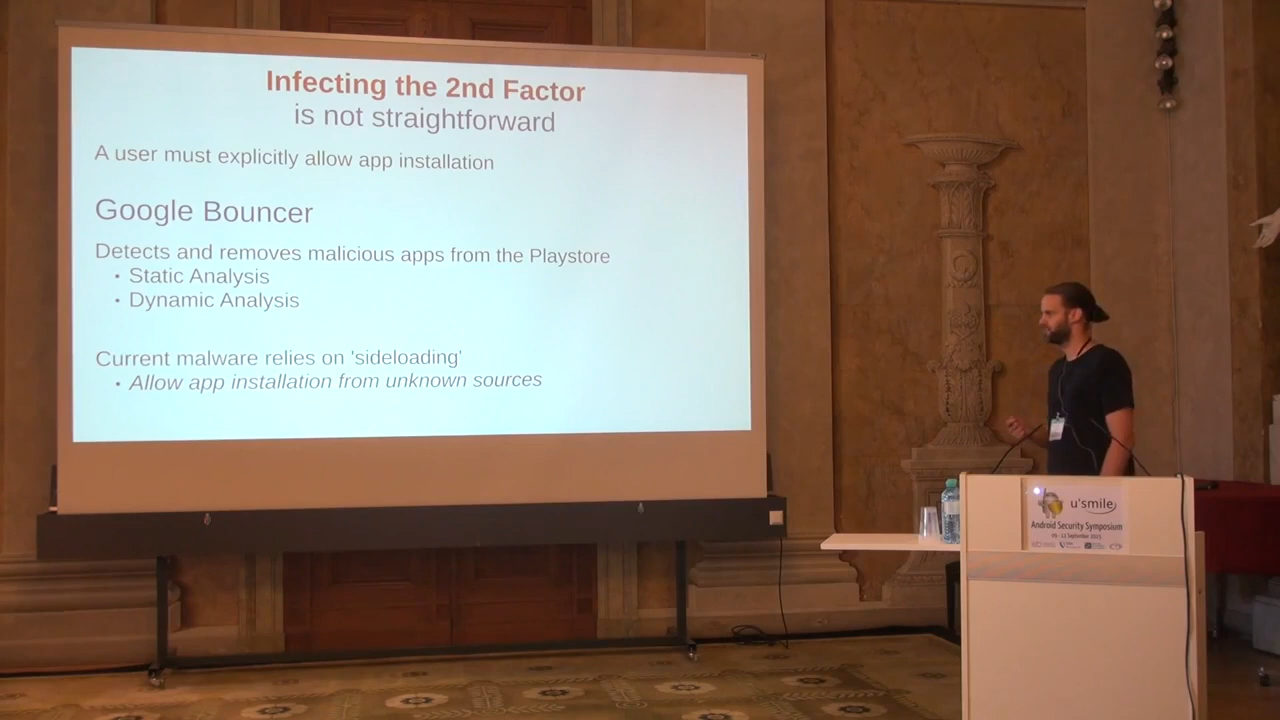 Infecting the 2nd Factor
is not straightforward
A user must explicitly allow app installation
Google Bouncer
Detects and removes malicious apps from the Playstore
• Static Analysis
• Dynamic Analysis
Current malware relies on 'sideloading'
• Allow app installation from unknown sources
u'smile
Android Security Symposium
September 2015